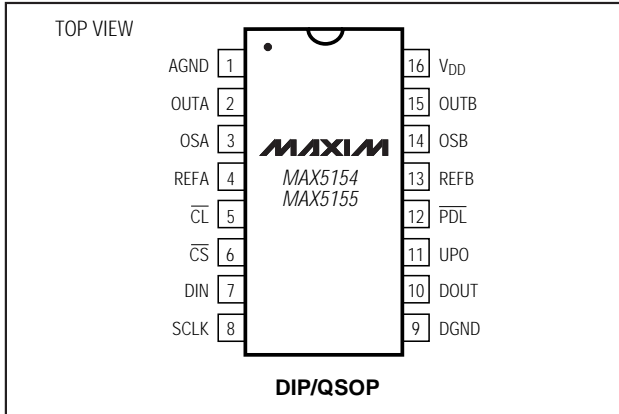 TOP VIEW
AGND 1 16 VDD
OUTA 2 15 OUTB
OSA 3 14 OSB
MAXIM
REFA 4 13 REFB
MAX5154
MAX5155
CL 5 12 PDL
CS 6 11 UPO
DIN 7 10 DOUT
SCLK 8 9 DGND
DIP/QSOP